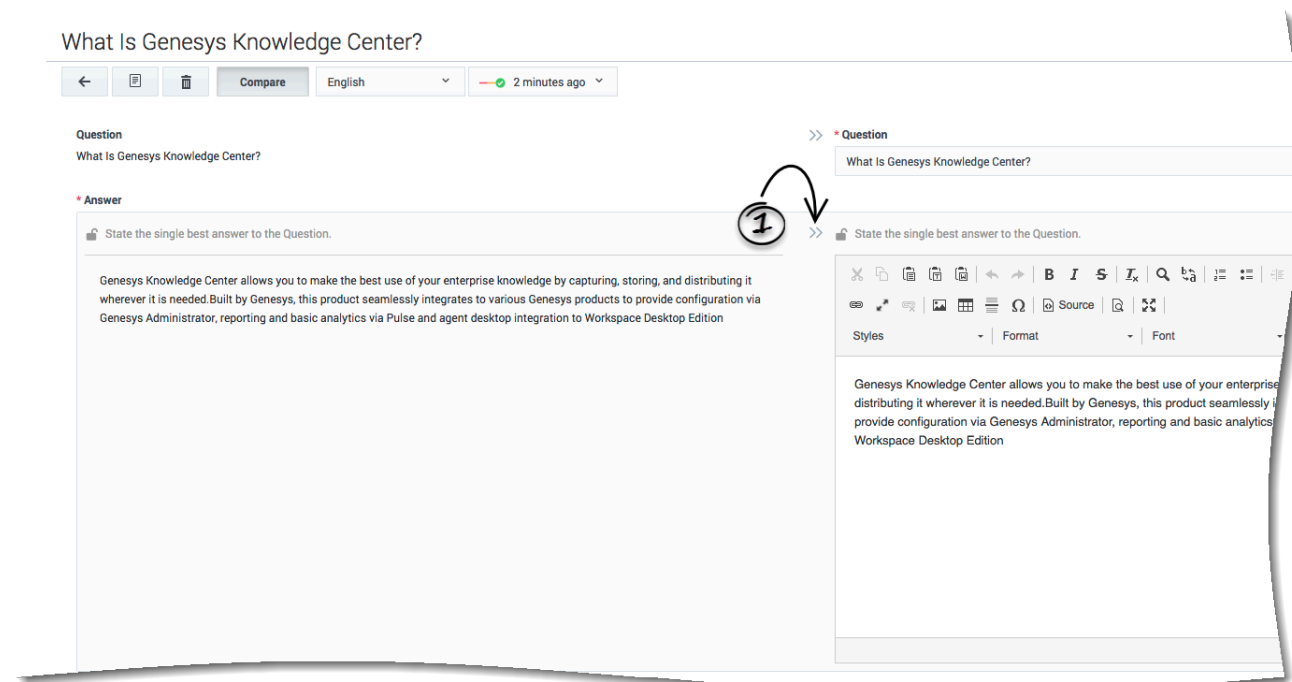 What Is Genesys Knowledge Center?
Compare
English
2 minutes ago
Question
What Is Genesys Knowledge Center?
* Answer
State the single best answer to the Question.
Genesys Knowledge Center allows you to make the best use of your enterprise knowledge by capturing, storing, and distributing it
wherever it is needed.Built by Genesys, this product seamlessly integrates to various Genesys products to provide configuration via
Genesys Administrator, reporting and basic analytics via Pulse and agent desktop integration to Workspace Desktop Edition
1
* Question
What Is Genesys Knowledge Center?
State the single best answer to the Question.
B I S Ix
Ω Source
Styles Format Font
Genesys Knowledge Center allows you to make the best use of your enterprise
distributing it wherever it is needed.Built by Genesys, this product seamlessly
provide configuration via Genesys Administrator, reporting and basic analytics
Workspace Desktop Edition